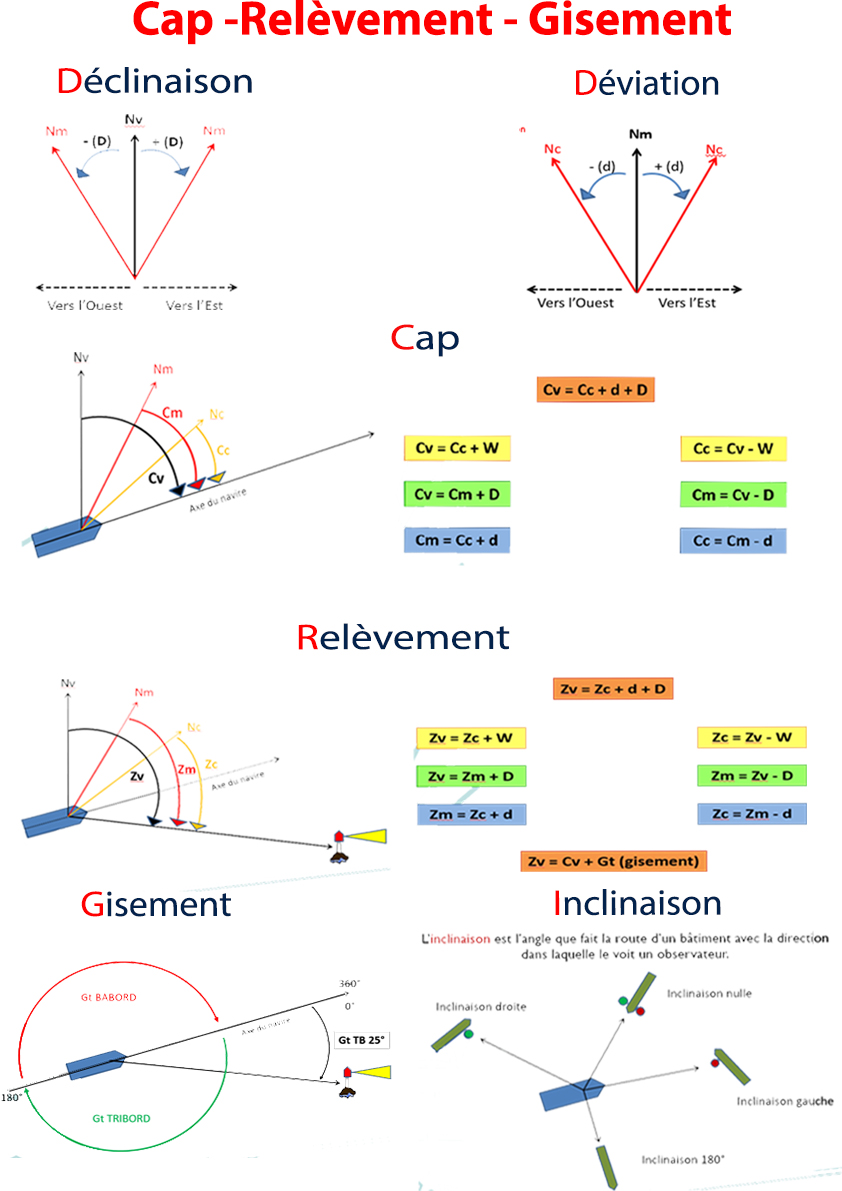 Cap -Relèvement - Gisement
Déclinaison
Déviation
Nm
Nv
Nm
- (D)
+ (D)
Vers l'Ouest
Vers l'Est
Nc
Nm
Nc
- (d)
+ (d)
Vers l'Ouest
Vers l'Est
Cap
Nv
Nm
Nc
Cm
Cc
Cv
Axe du navire
Cv = Cc + d + D
Cv = Cc + W
Cc = Cv - W
Cv = Cm + D
Cm = Cv - D
Cm = Cc + d
Cc = Cm - d
Relèvement
Nv
Nm
Nc
Zv
Zm
Zc
Axe du navire
Zv = Zc + d + D
Zv = Zc + W
Zc = Zv - W
Zv = Zm + D
Zm = Zv - D
Zm = Zc + d
Zc = Zm - d
Zv = Cv + Gt (gisement)
Gisement
Gt BABORD
360°
0°
Axe du navire
Gt TB 25°
180°
Gt TRIBORD
Inclinaison
L'inclinaison est l'angle que fait la route d'un bâtiment avec la direction
dans laquelle le voit un observateur.
Inclinaison nulle
Inclinaison droite
Inclinaison gauche
Inclinaison 180°